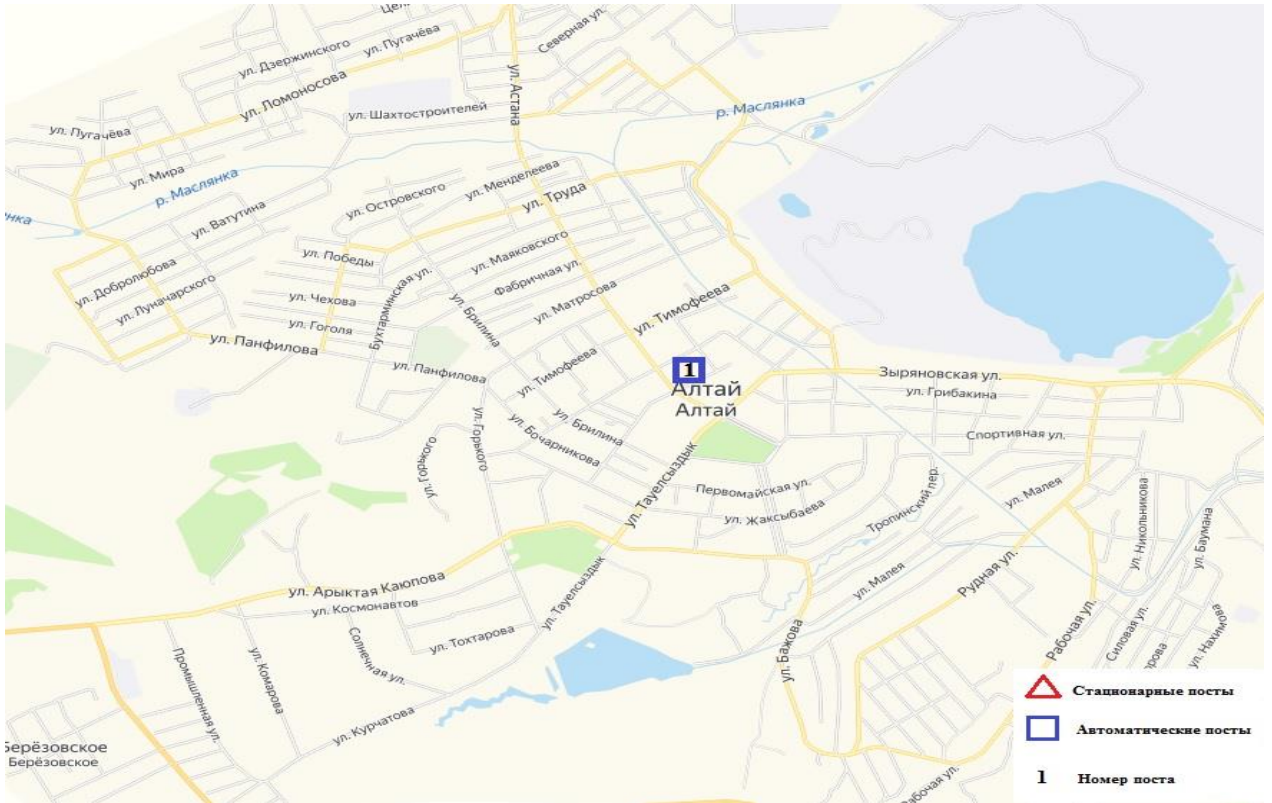 Северная ул.
ул. Пугачёва
ул. Дзержинского
ул. Ломоносова
ул. Астана
р. Маслянка
ул. Шахтостроителей
ул. Пугачёва
ул. Мира
ул. Менделеева
р. Маслянка
ул. Островского
ул. Труда
ул. Ватутина
ул. Маяковского
ул. Победы
ул. Добролюбова
Фабричная ул.
ул. Луначарского
ул. Чехова
Бухтарминская ул.
ул. Матросова
ул. Тимофеева
ул. Гоголя
ул. Брилина
ул. Панфилова
ул. Панфилова
ул. Тимофеева
1
Зыряновская ул.
Алтай
ул. Грибакина
Алтай
ул. Горького
ул. Брилина
ул. Бочарникова
Спортивная ул.
ул. Горького
ул. Тауелсыздык
Первомайская ул.
ул. Малея
ул. Жаксыбаева
Тропинский пер.
ул. Никольникова
ул. Баумана
ул. Малея
Рудная ул.
ул. Арыктая Каюпова
ул. Космонавтов
ул. Тауелсыздык
ул. Тохтарова
Солнечная ул.
ул. Комарова
Промышленная ул.
ул. Бажова
Рабочая ул.
Силовая ул.
ул. Нахимова
ул. Курчатова
Берёзовское
Берёзовское
Рабочая ул.
Стационарные посты
Автоматические посты
1 Номер поста